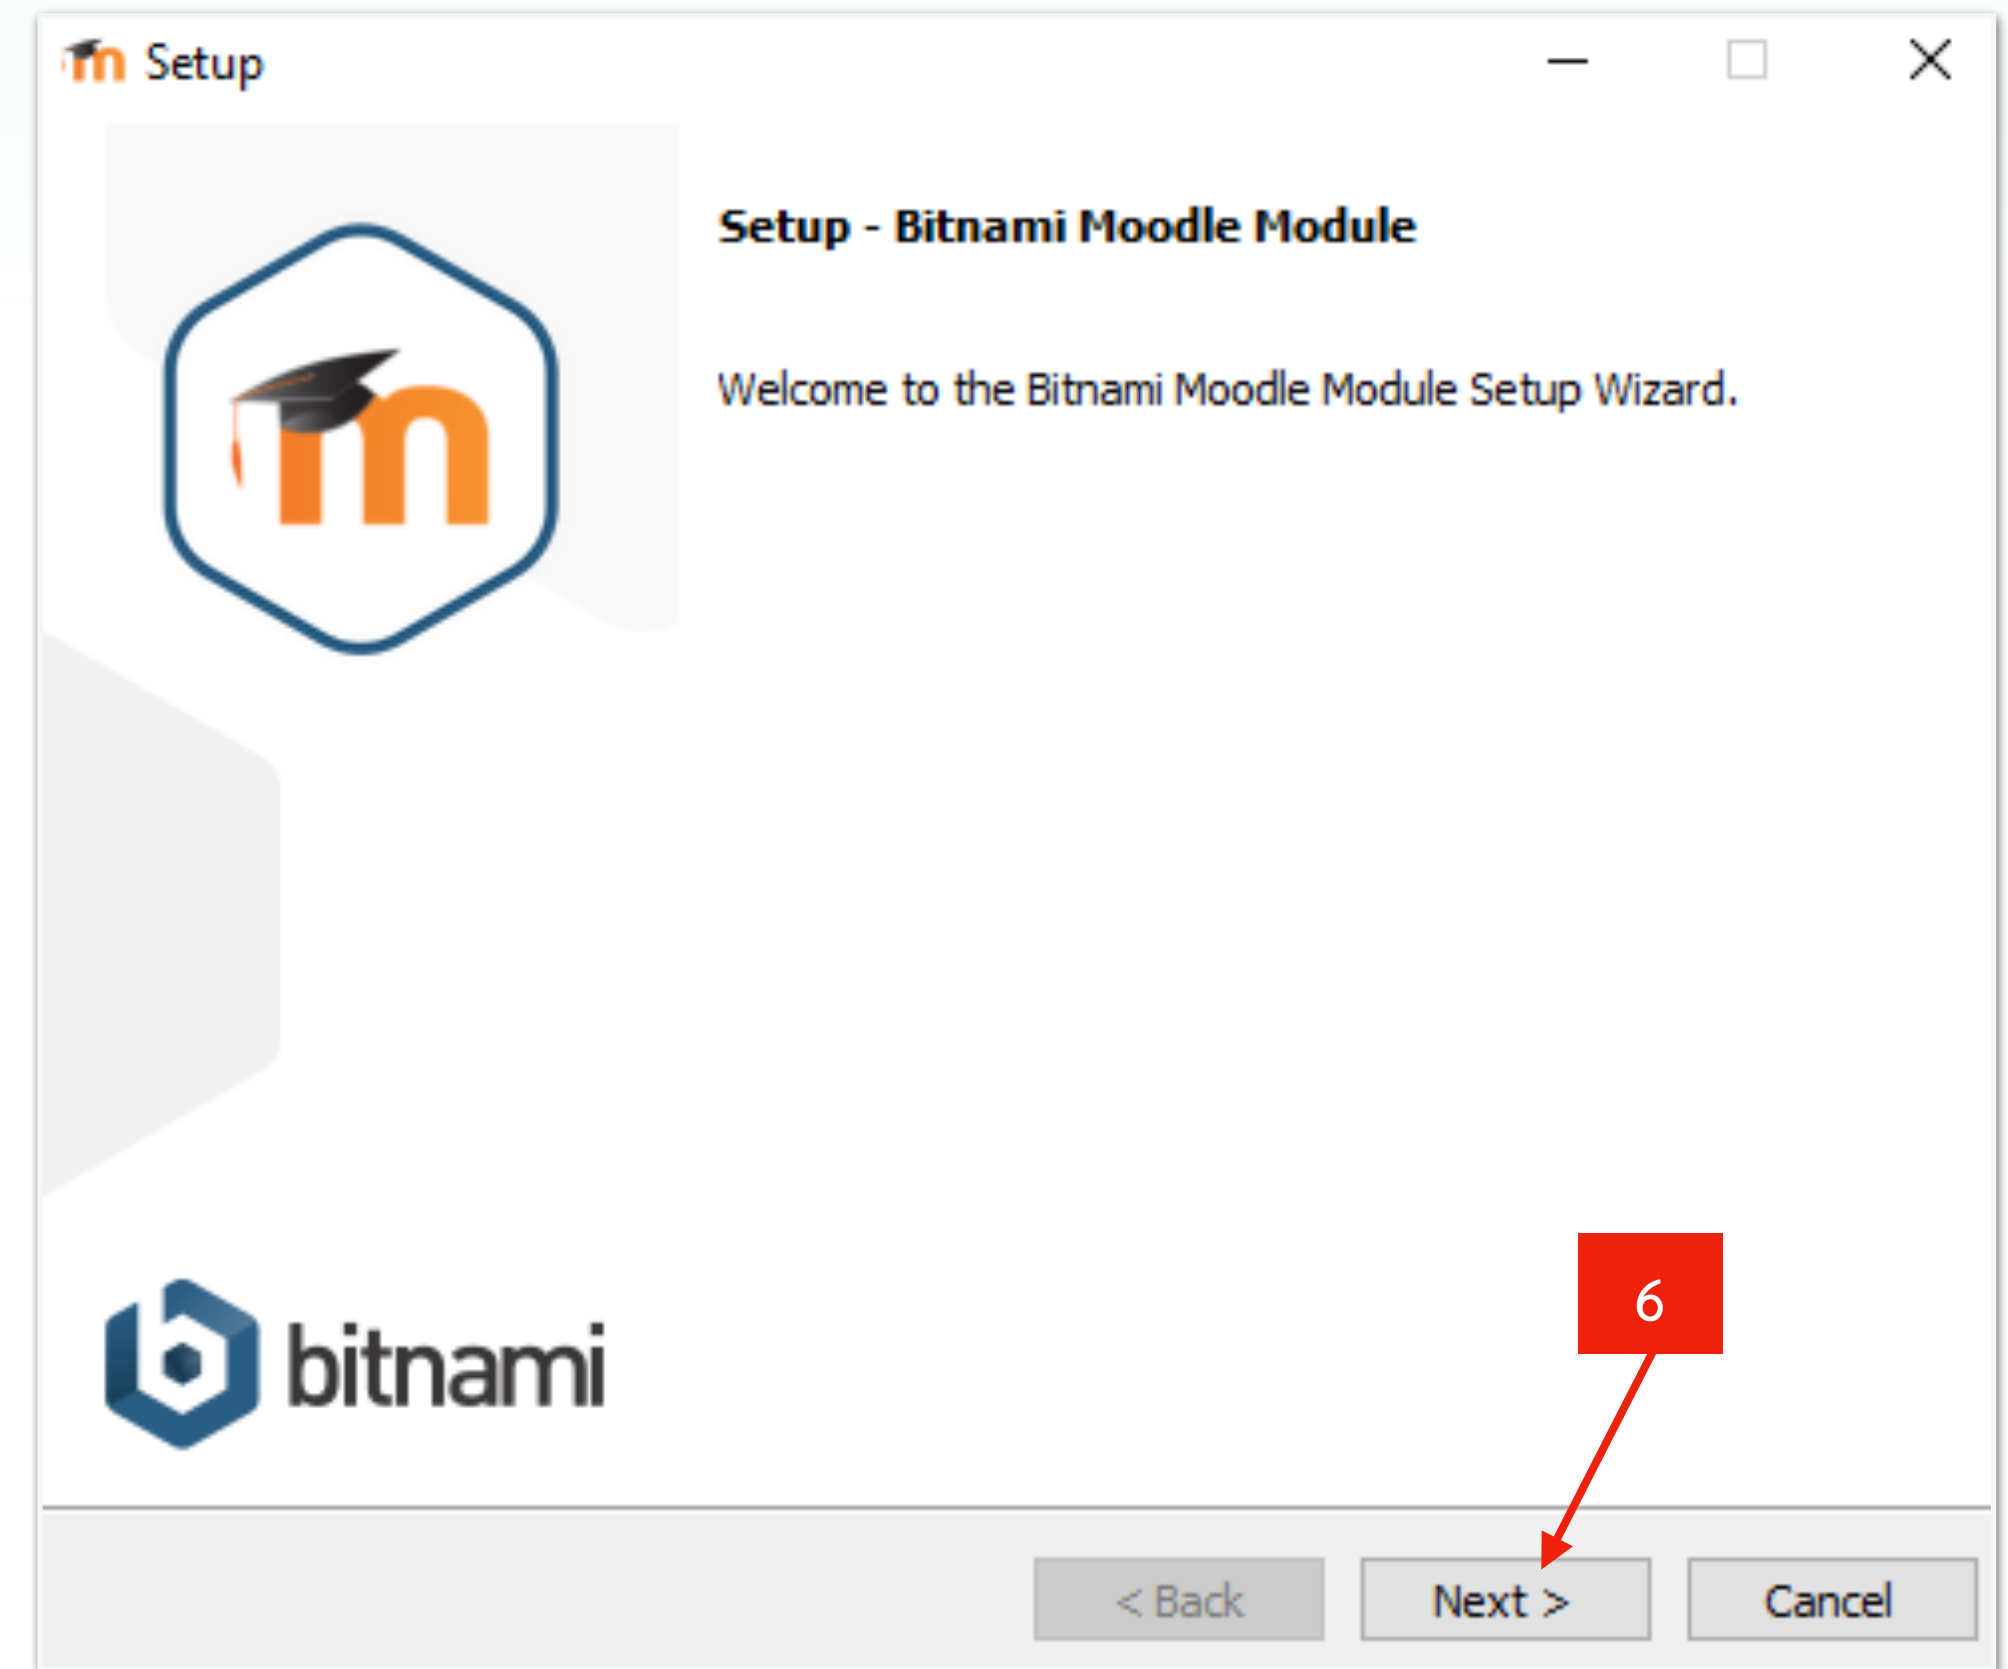 Setup
Setup - Bitnami Moodle Module
Welcome to the Bitnami Moodle Module Setup Wizard.
6
bitnami
< Back
Next >
Cancel